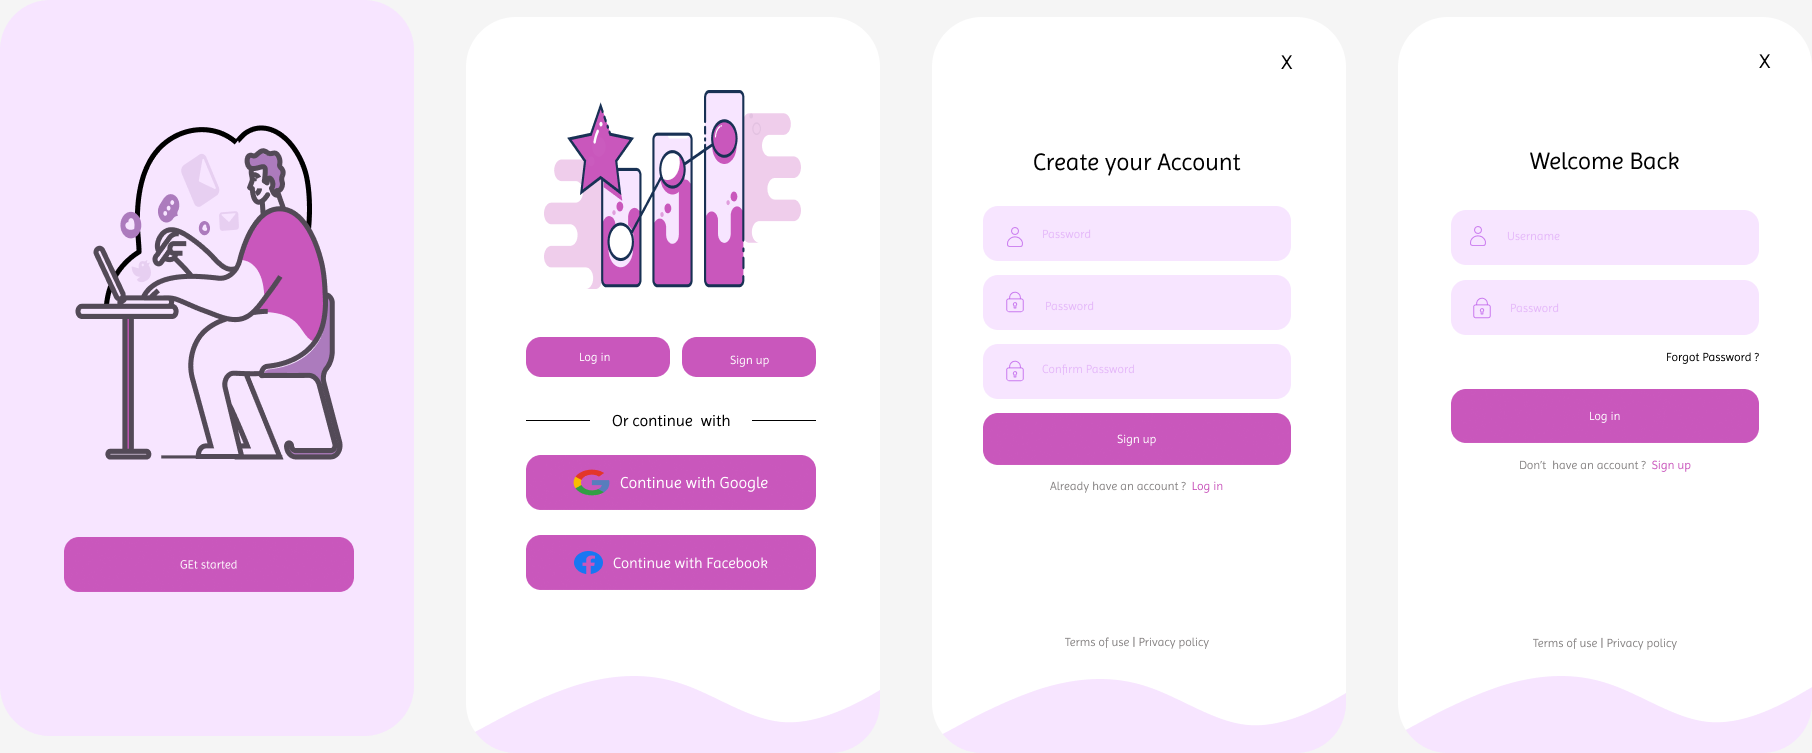 GEt started
Log in
Sign up
Or continue with
Continue with Google
Continue with Facebook
X
Create your Account
Password
Password
Confirm Password
Sign up
Already have an account ? Log in
Terms of use | Privacy policy
X
Welcome Back
Username
Password
Forgot Password ?
Log in
Don't have an account ? Sign up
Terms of use | Privacy policy